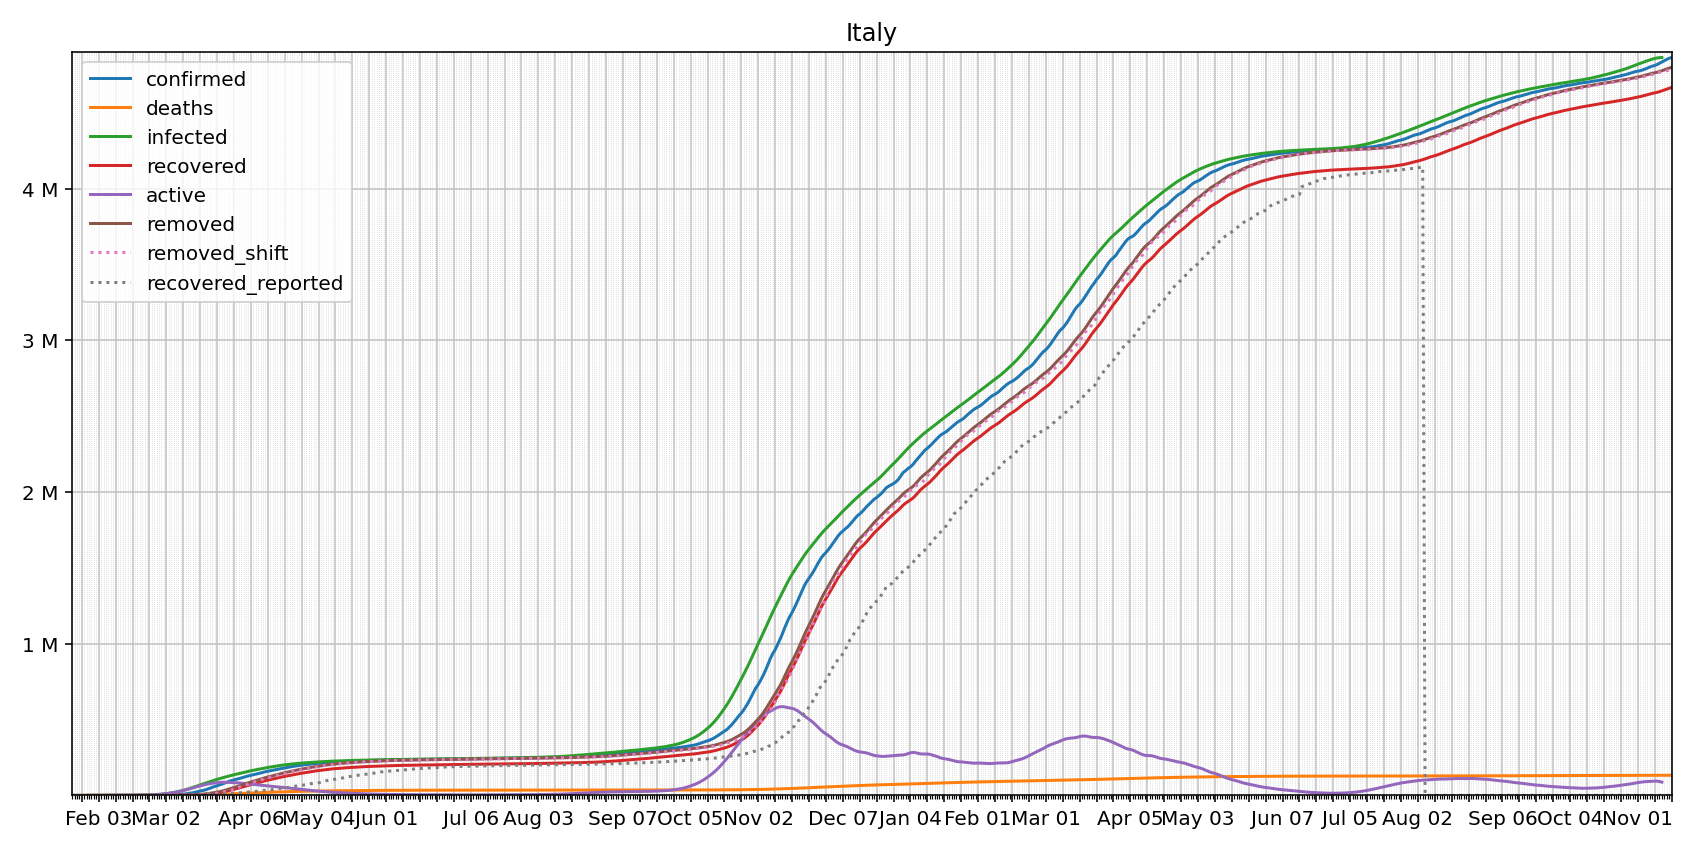 Italy
confirmed
deaths
infected
recovered
active
removed
removed_shift
recovered_reported
4 M
3 M
2 M
1 M
Feb 03 Mar 02 Apr 06 May 04 Jun 01 Jul 06 Aug 03 Sep 07 Oct 05 Nov 02 Dec 07 Jan 04 Feb 01 Mar 01 Apr 05 May 03 Jun 07 Jul 05 Aug 02 Sep 06 Oct 04 Nov 01